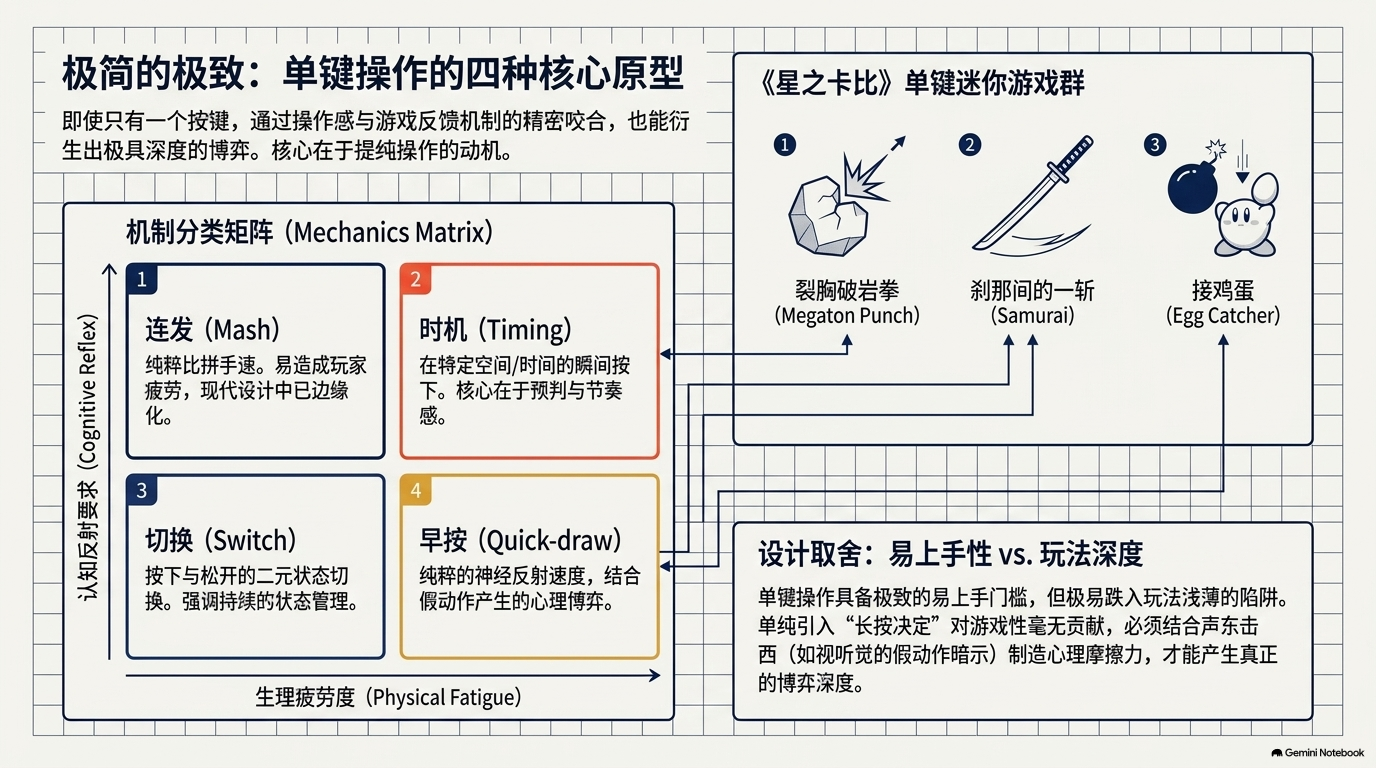 极简的极致：单键操作的四种核心原型
即使只有一个按键，通过操作感与游戏反馈机制的精密咬合，也能衍
生出极具深度的博弈。核心在于提纯操作的动机。
机制分类矩阵（Mechanics Matrix）
认知反射要求（Cognitive Reflex）
1
连发（Mash）
纯粹比拼手速。易造成玩家
疲劳，现代设计中已边缘
化。
2
时机（Timing）
在特定空间/时间的瞬间按
下。核心在于预判与节奏
感。
3
切换（Switch）
按下与松开的二元状态切
换。强调持续的状态管理。
4
早按（Quick-draw）
纯粹的神经反射速度，结合
假动作产生的心理博弈。
生理疲劳度（Physical Fatigue）
《星之卡比》单键迷你游戏群
1
裂胸破岩拳
（Megaton Punch）
2
刹那间的一斩
（Samurai）
3
接鸡蛋
（Egg Catcher）
设计取舍：易上手性 vs. 玩法深度
单键操作具备极致的易上手门槛，但极易跌入玩法浅薄的陷阱。
单纯引入“长按决定”对游戏性毫无贡献，必须结合声东击
西（如视听觉的假动作暗示）制造心理摩擦力，才能产生真正
的博弈深度。
Gemini Notebook